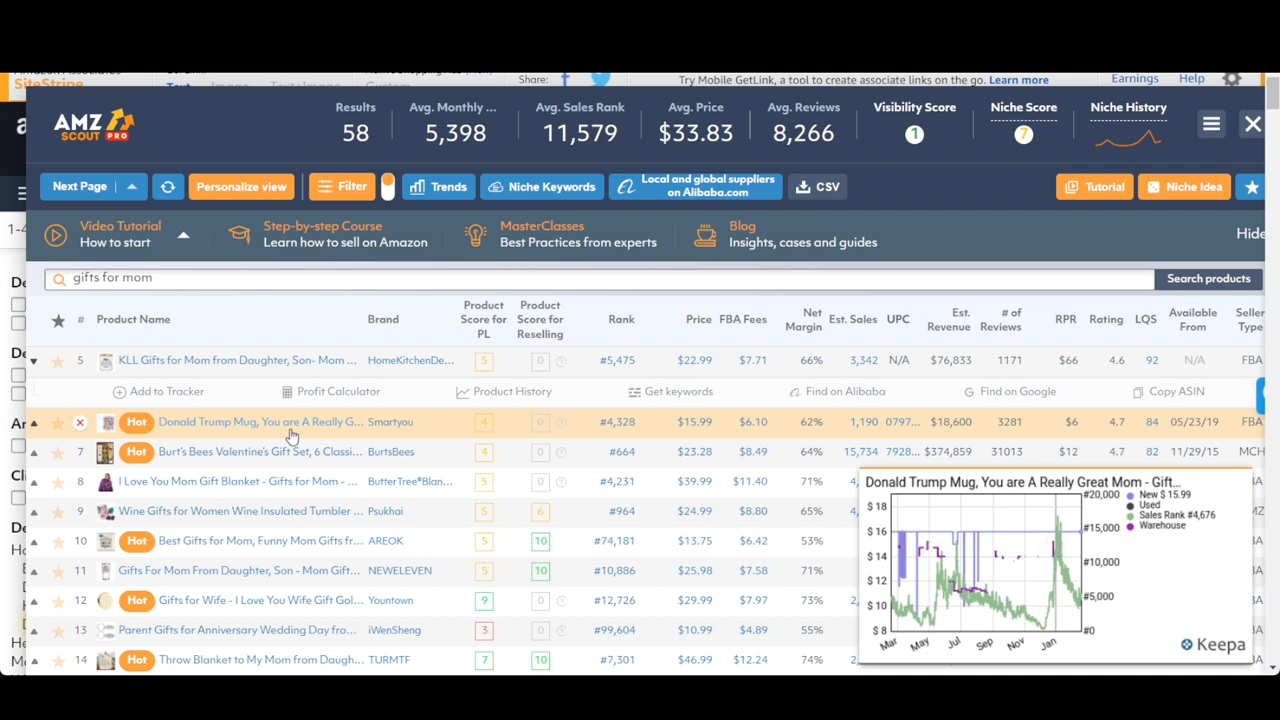 SiteStripe
Share:
Try Mobile GetLink, a tool to create associate links on the go. Learn more
Earnings
Help
AMZ
SCOUT PRO
Results
58
Avg. Monthly ...
5,398
Avg. Sales Rank
11,579
Avg. Price
$33.83
Avg. Reviews
8,266
Visibility Score
1
Niche Score
7
Niche History
Next Page
Personalize view
Filter
Trends
Niche Keywords
Local and global suppliers
on Alibaba.com
CSV
Tutorial
Niche Idea
Video Tutorial
How to start
Step-by-step Course
Learn how to sell on Amazon
MasterClasses
Best Practices from experts
Blog
Insights, cases and guides
Hide
gifts for mom
Search products
# Product Name Brand Product Score for PL Product Score for Reselling Rank Price FBA Fees Net Margin Est. Sales UPC Est. Revenue # of Reviews RPR Rating LQS Available From Seller Type
5 KLL Gifts for Mom from Daughter, Son- Mom ... HomeKitchenDe... 5 0 #5,475 $22.99 $7.71 66% 3,342 N/A $76,833 1171 $66 4.6 92 N/A FBA
Add to Tracker Profit Calculator Product History Get keywords Find on Alibaba Find on Google Copy ASIN
Hot Donald Trump Mug, You are A Really G... Smartyou 4 0 #4,328 $15.99 $6.10 62% 1,190 0797... $18,600 3281 $6 4.7 84 05/23/19 FBA
7 Hot Burt's Bees Valentine's Gift Set, 6 Classi... BurtsBees 4 0 #664 $23.28 $8.49 64% 15,734 7928... $374,859 31013 $12 4.7 82 11/29/15 MCH
8 I Love You Mom Gift Blanket - Gifts for Mom - ... ButterTree®Blan... 5 0 #4,231 $39.99 $11.40 71% 4,
9 Wine Gifts for Women Wine Insulated Tumbler ... Psukhai 5 6 #964 $24.99 $8.80 65% 5,
10 Hot Best Gifts for Mom, Funny Mom Gifts fr... AREOK 5 10 #74,181 $13.75 $6.42 53%
11 Gifts For Mom From Daughter, Son - Mom Gift... NEWELEVEN 5 10 #10,886 $25.98 $7.58 71%
12 Hot Gifts for Wife - I Love You Wife Gift Gol... Yountown 9 0 #12,726 $29.99 $7.97 73% 2,
13 Parent Gifts for Anniversary Wedding Day fro... iWenSheng 3 0 #99,604 $10.99 $4.89 55%
14 Hot Throw Blanket to My Mom from Daugh... TURMTF 7 10 #7,301 $46.99 $12.24 74% 2,
Donald Trump Mug, You are A Really Great Mom - Gift...
$ 18
$ 16
$ 14
$ 12
$ 10
$ 8
#20,000
#15,000
#10,000
#5,000
#0
New $ 15.99
Used
Sales Rank #4,676
Warehouse
Mar May Jul Sep Nov Jan
Keepa